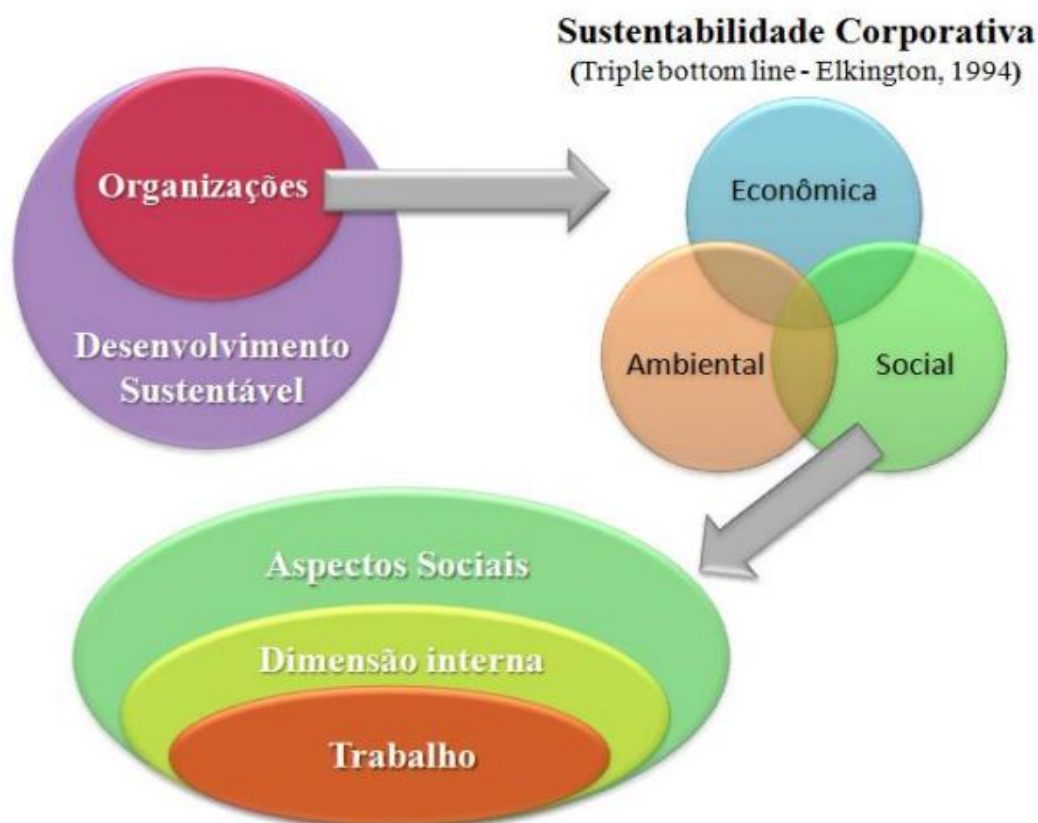 Sustentabilidade Corporativa
(Triple bottom line - Elkington, 1994)
Organizações
Desenvolvimento
Sustentável
Econômica
Ambiental
Social
Aspectos Sociais
Dimensão interna
Trabalho